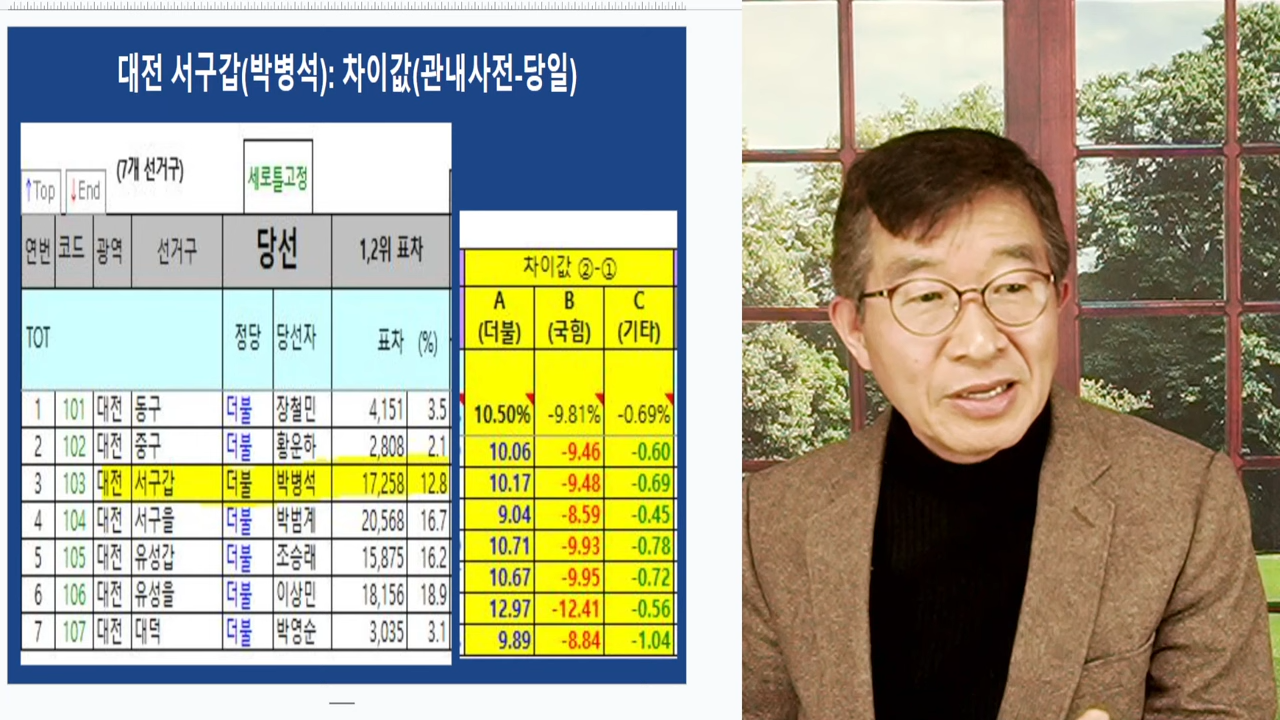 대전 서구갑(박병석): 차이값(관내사전-당일)
(7개 선거구) 세로틀고정
↑Top ↓End
연번 코드 광역 선거구 당선 1,2위 표차
TOT 정당 당선자 표차 (%)
1 101 대전 동구 더불 장철민 4,151 3.5
2 102 대전 중구 더불 황운하 2,808 2.1
3 103 대전 서구갑 더불 박병석 17,258 12.8
4 104 대전 서구을 더불 박범계 20,568 16.7
5 105 대전 유성갑 더불 조승래 15,875 16.2
6 106 대전 유성을 더불 이상민 18,156 18.9
7 107 대전 대덕 더불 박영순 3,035 3.1
차이값 ②-①
A B C
(더불) (국힘) (기타)
10.50% -9.81% -0.69%
10.06 -9.46 -0.60
10.17 -9.48 -0.69
9.04 -8.59 -0.45
10.71 -9.93 -0.78
10.67 -9.95 -0.72
12.97 -12.41 -0.56
9.89 -8.84 -1.04